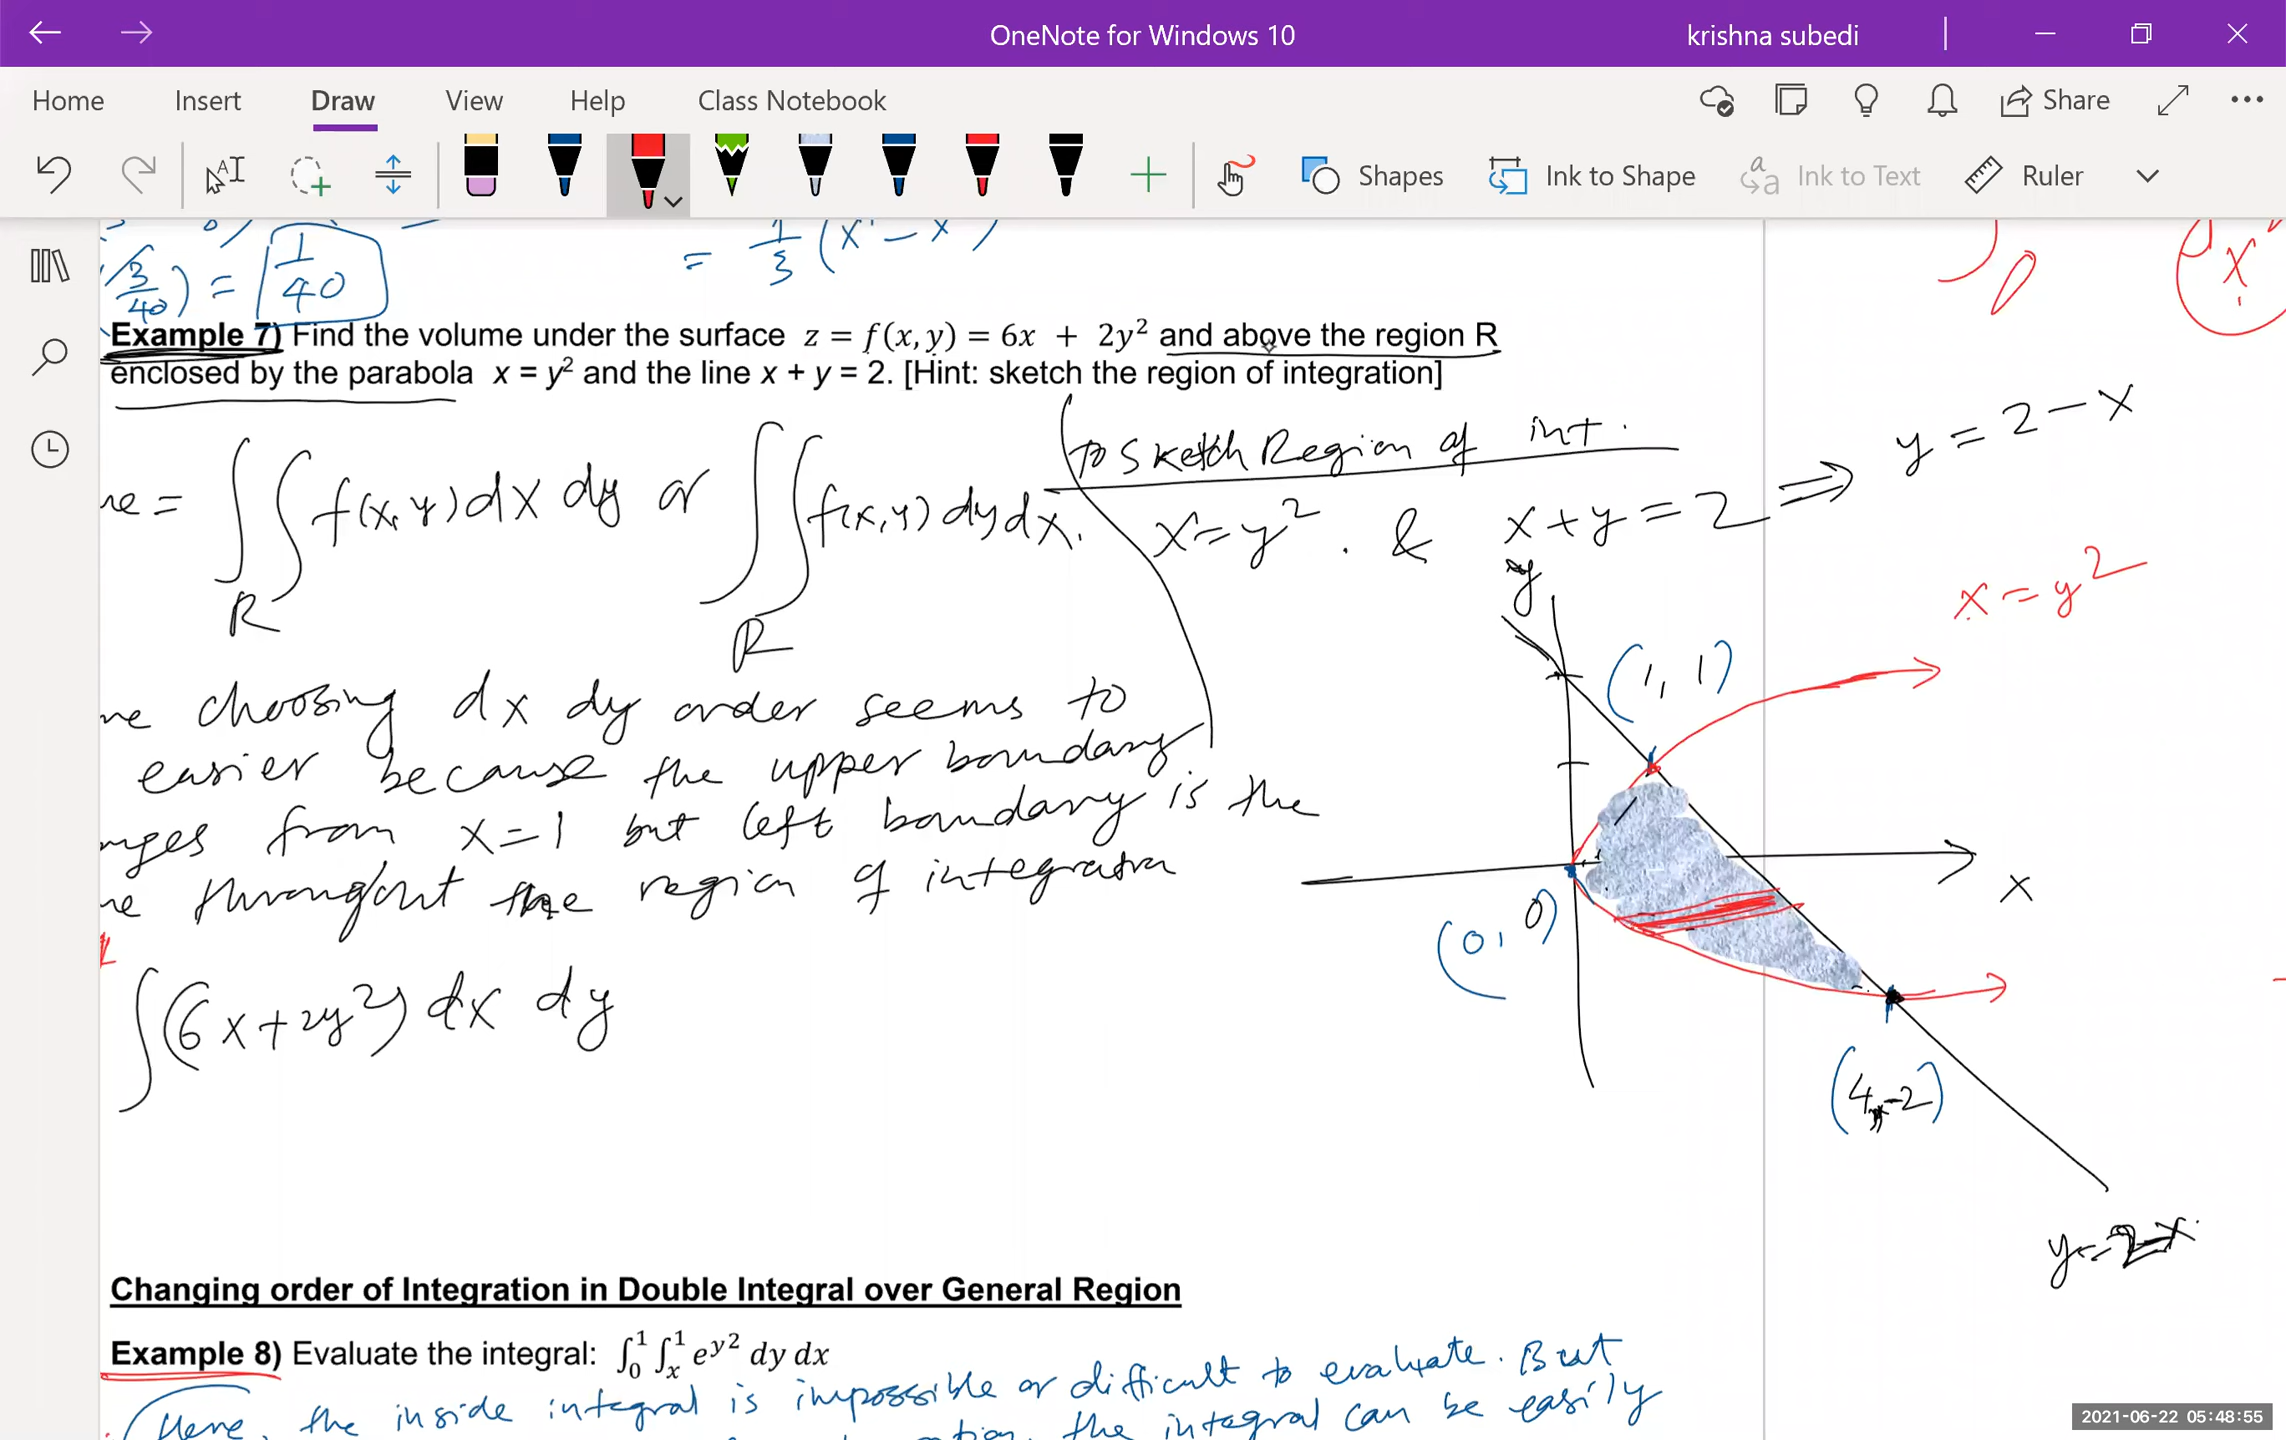 OneNote for Windows 10
krishna subedi
Home Insert Draw View Help Class Notebook
Share
Shapes Ink to Shape Ink to Text Ruler
3/40) = 1/40
= 1/3 (x - x )
x
Example 7) Find the volume under the surface z = f(x, y) = 6x + 2y² and above the region R
enclosed by the parabola x = y² and the line x + y = 2. [Hint: sketch the region of integration]
To Sketch Region of int.
y = 2 - x
me = ∫∫ f(x, y) dx dy or ∫∫ f(x, y) dy dx.
R R
x = y². & x + y = 2 ⟹
x = y²
y
(1, 1)
me choosing dx dy order seems to
easier because the upper boundary
nges from x=1 but left boundary is the
me throughout the region of integration
x
(0, 0)
∫(6x+2y²) dx dy
(4, -2)
y = 2-x
Changing order of Integration in Double Integral over General Region
Example 8) Evaluate the integral: ∫₀¹ ∫ₓ¹ e^y² dy dx
Here, the inside integral is impossible or difficult to evaluate. But
the integral can be easily
2021-06-22 05:48:55